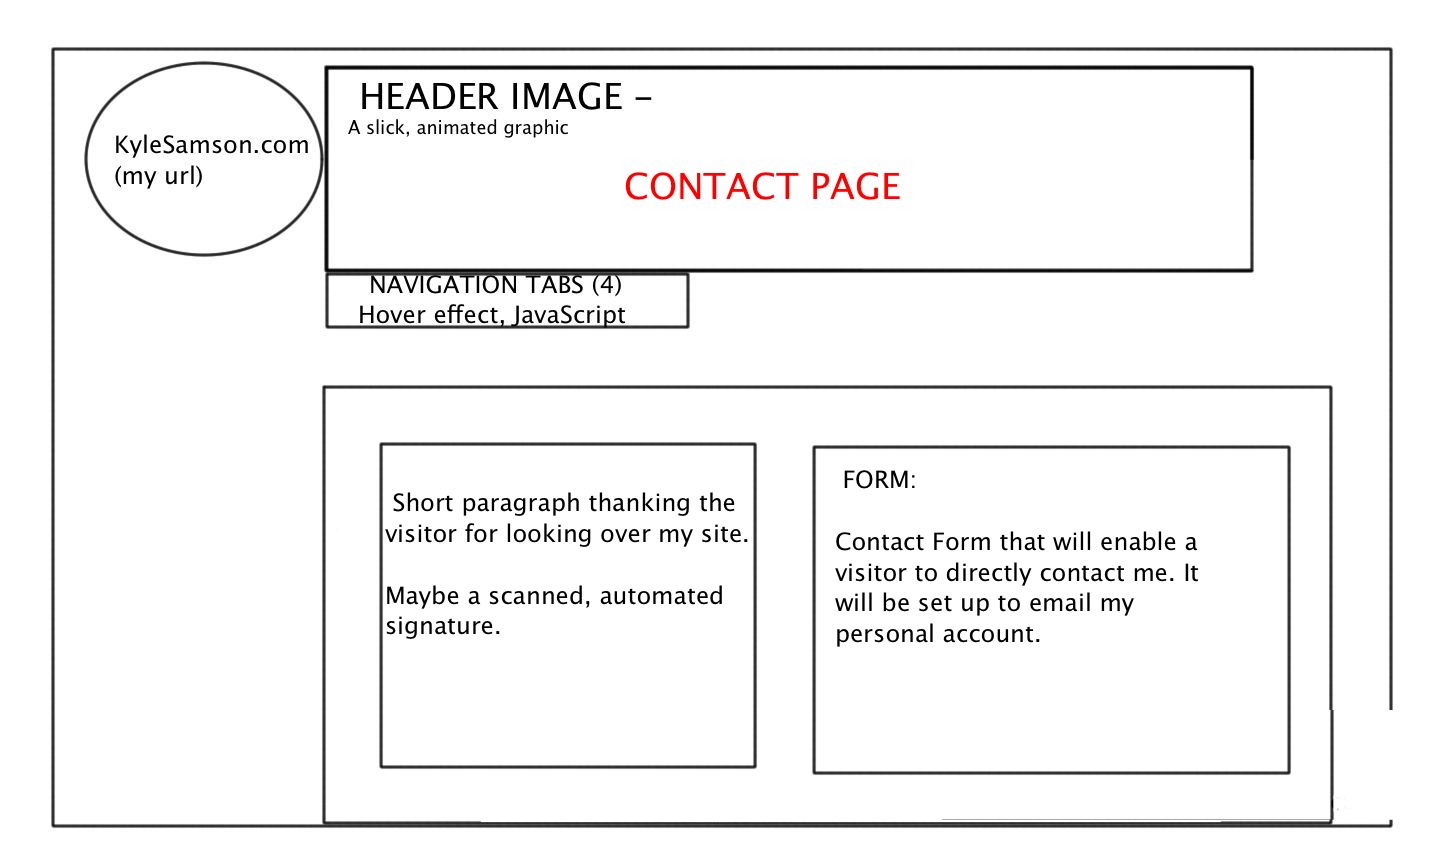 KyleSamson.com
(my url)
HEADER IMAGE –
A slick, animated graphic
CONTACT PAGE
NAVIGATION TABS (4)
Hover effect, JavaScript
Short paragraph thanking the
visitor for looking over my site.
Maybe a scanned, automated
signature.
FORM:
Contact Form that will enable a
visitor to directly contact me. It
will be set up to email my
personal account.